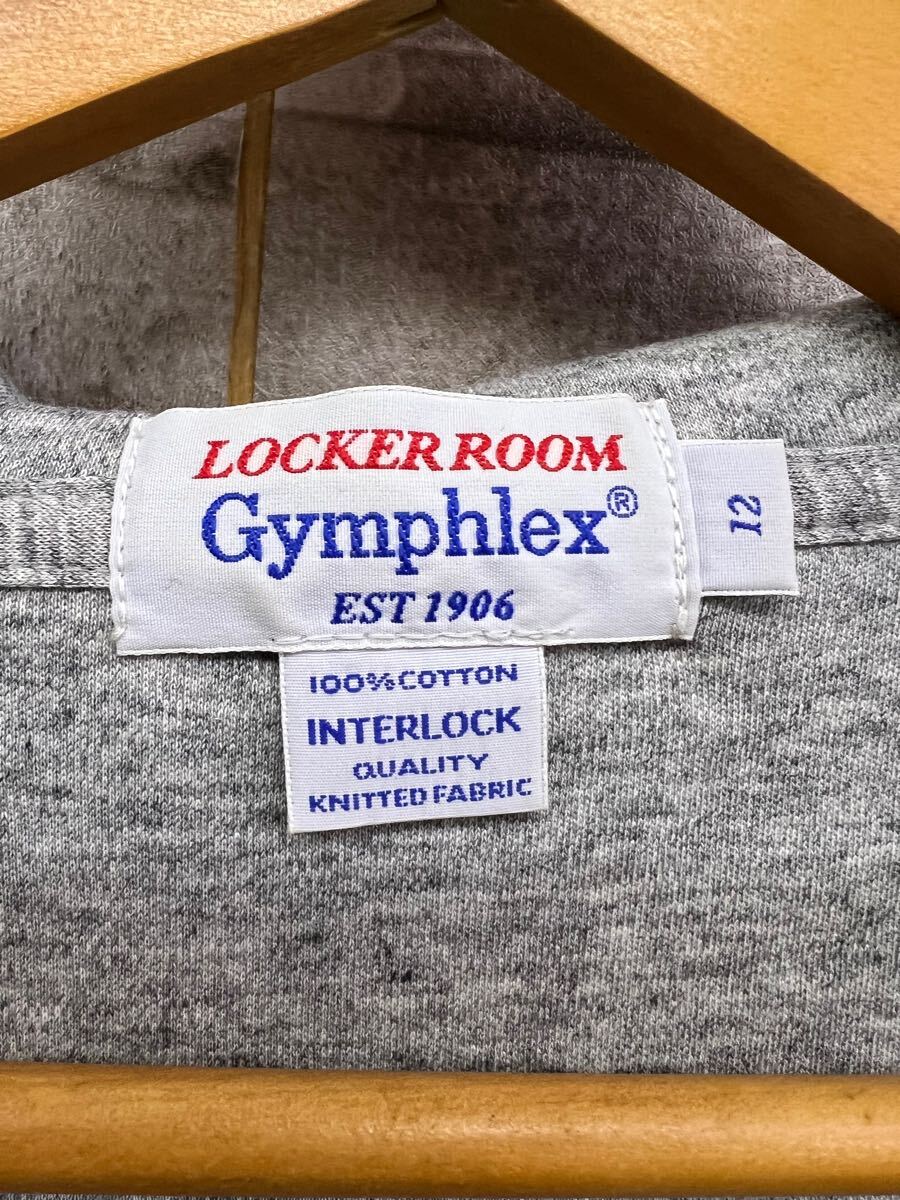 LOCKER ROOM
Gymphlex®
EST 1906
12
100% COTTON
INTERLOCK
QUALITY
KNITTED FABRIC